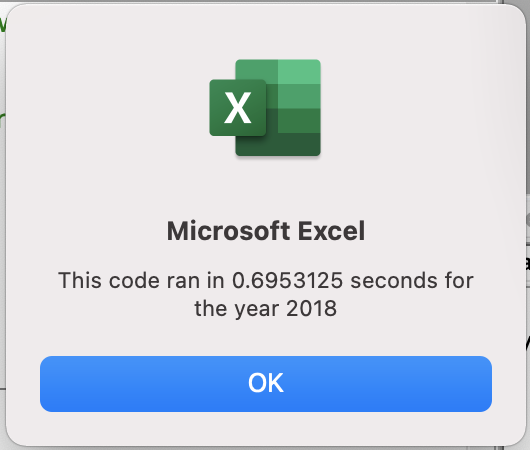 X
Microsoft Excel
This code ran in 0.6953125 seconds for
the year 2018
OK